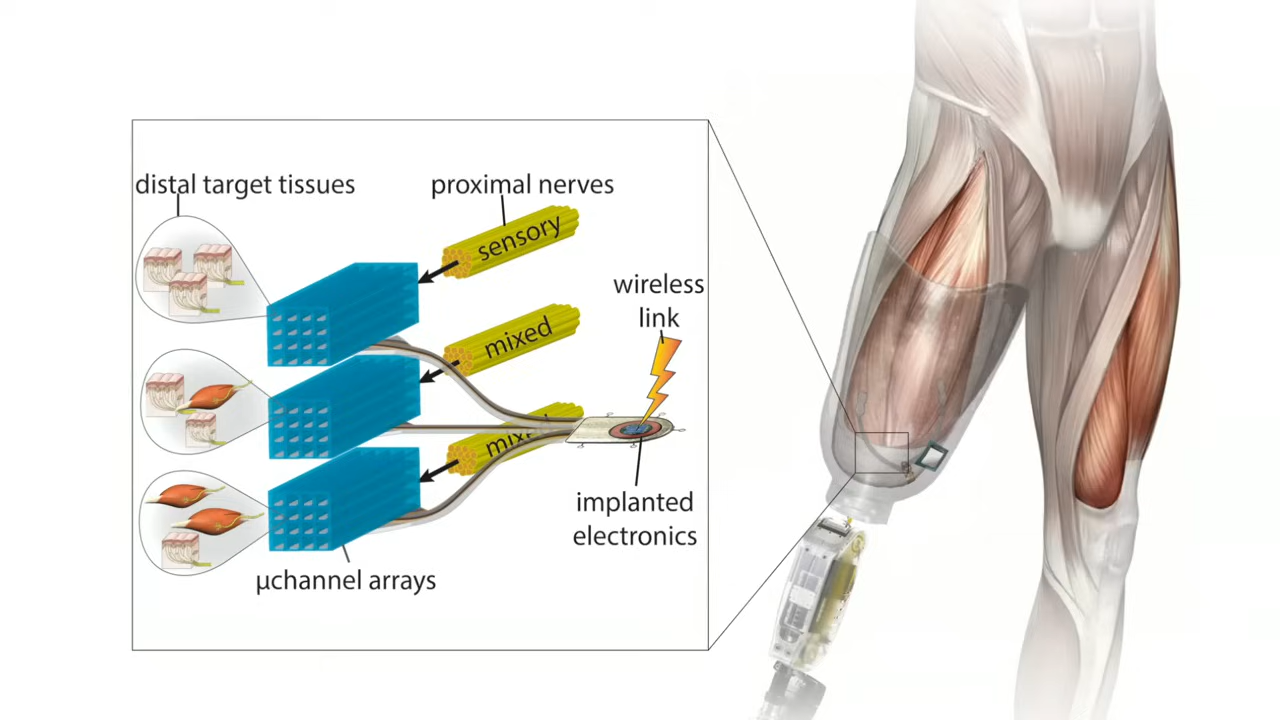 distal target tissues
proximal nerves
sensory
wireless
link
mixed
implanted
electronics
µchannel arrays